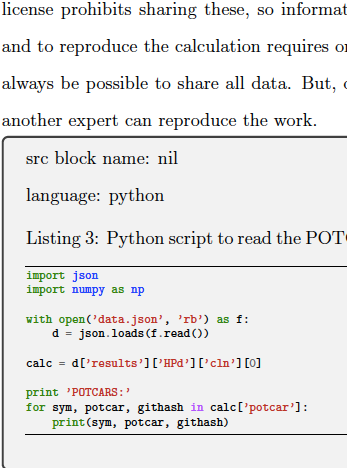 license prohibits sharing these, so informat
and to reproduce the calculation requires
always be possible to share all data. But,
another expert can reproduce the work.
src block name: nil
language: python
Listing 3: Python script to read the POTC
import json
import numpy as np
with open('data.json', 'rb') as f:
    d = json.loads(f.read())
calc = d['results']['HPd']['cln'][0]
print 'POTCARS:'
for sym, potcar, githash in calc['potcar']:
    print(sym, potcar, githash)